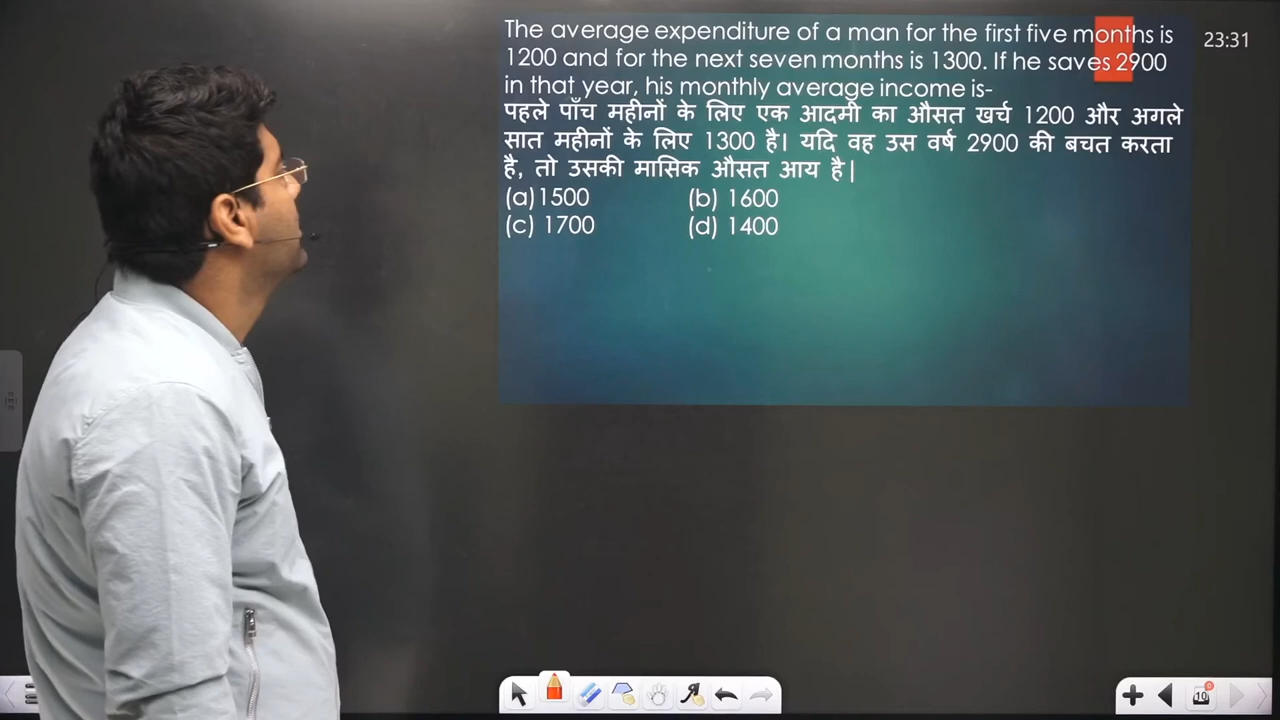 The average expenditure of a man for the first five months is
1200 and for the next seven months is 1300. If he saves 2900
in that year, his monthly average income is-
पहले पाँच महीनों के लिए एक आदमी का औसत खर्च 1200 और अगले
सात महीनों के लिए 1300 है। यदि वह उस वर्ष 2900 की बचत करता
है, तो उसकी मासिक औसत आय है|
(a)1500 (b) 1600
(c) 1700 (d) 1400
23:31
10
0